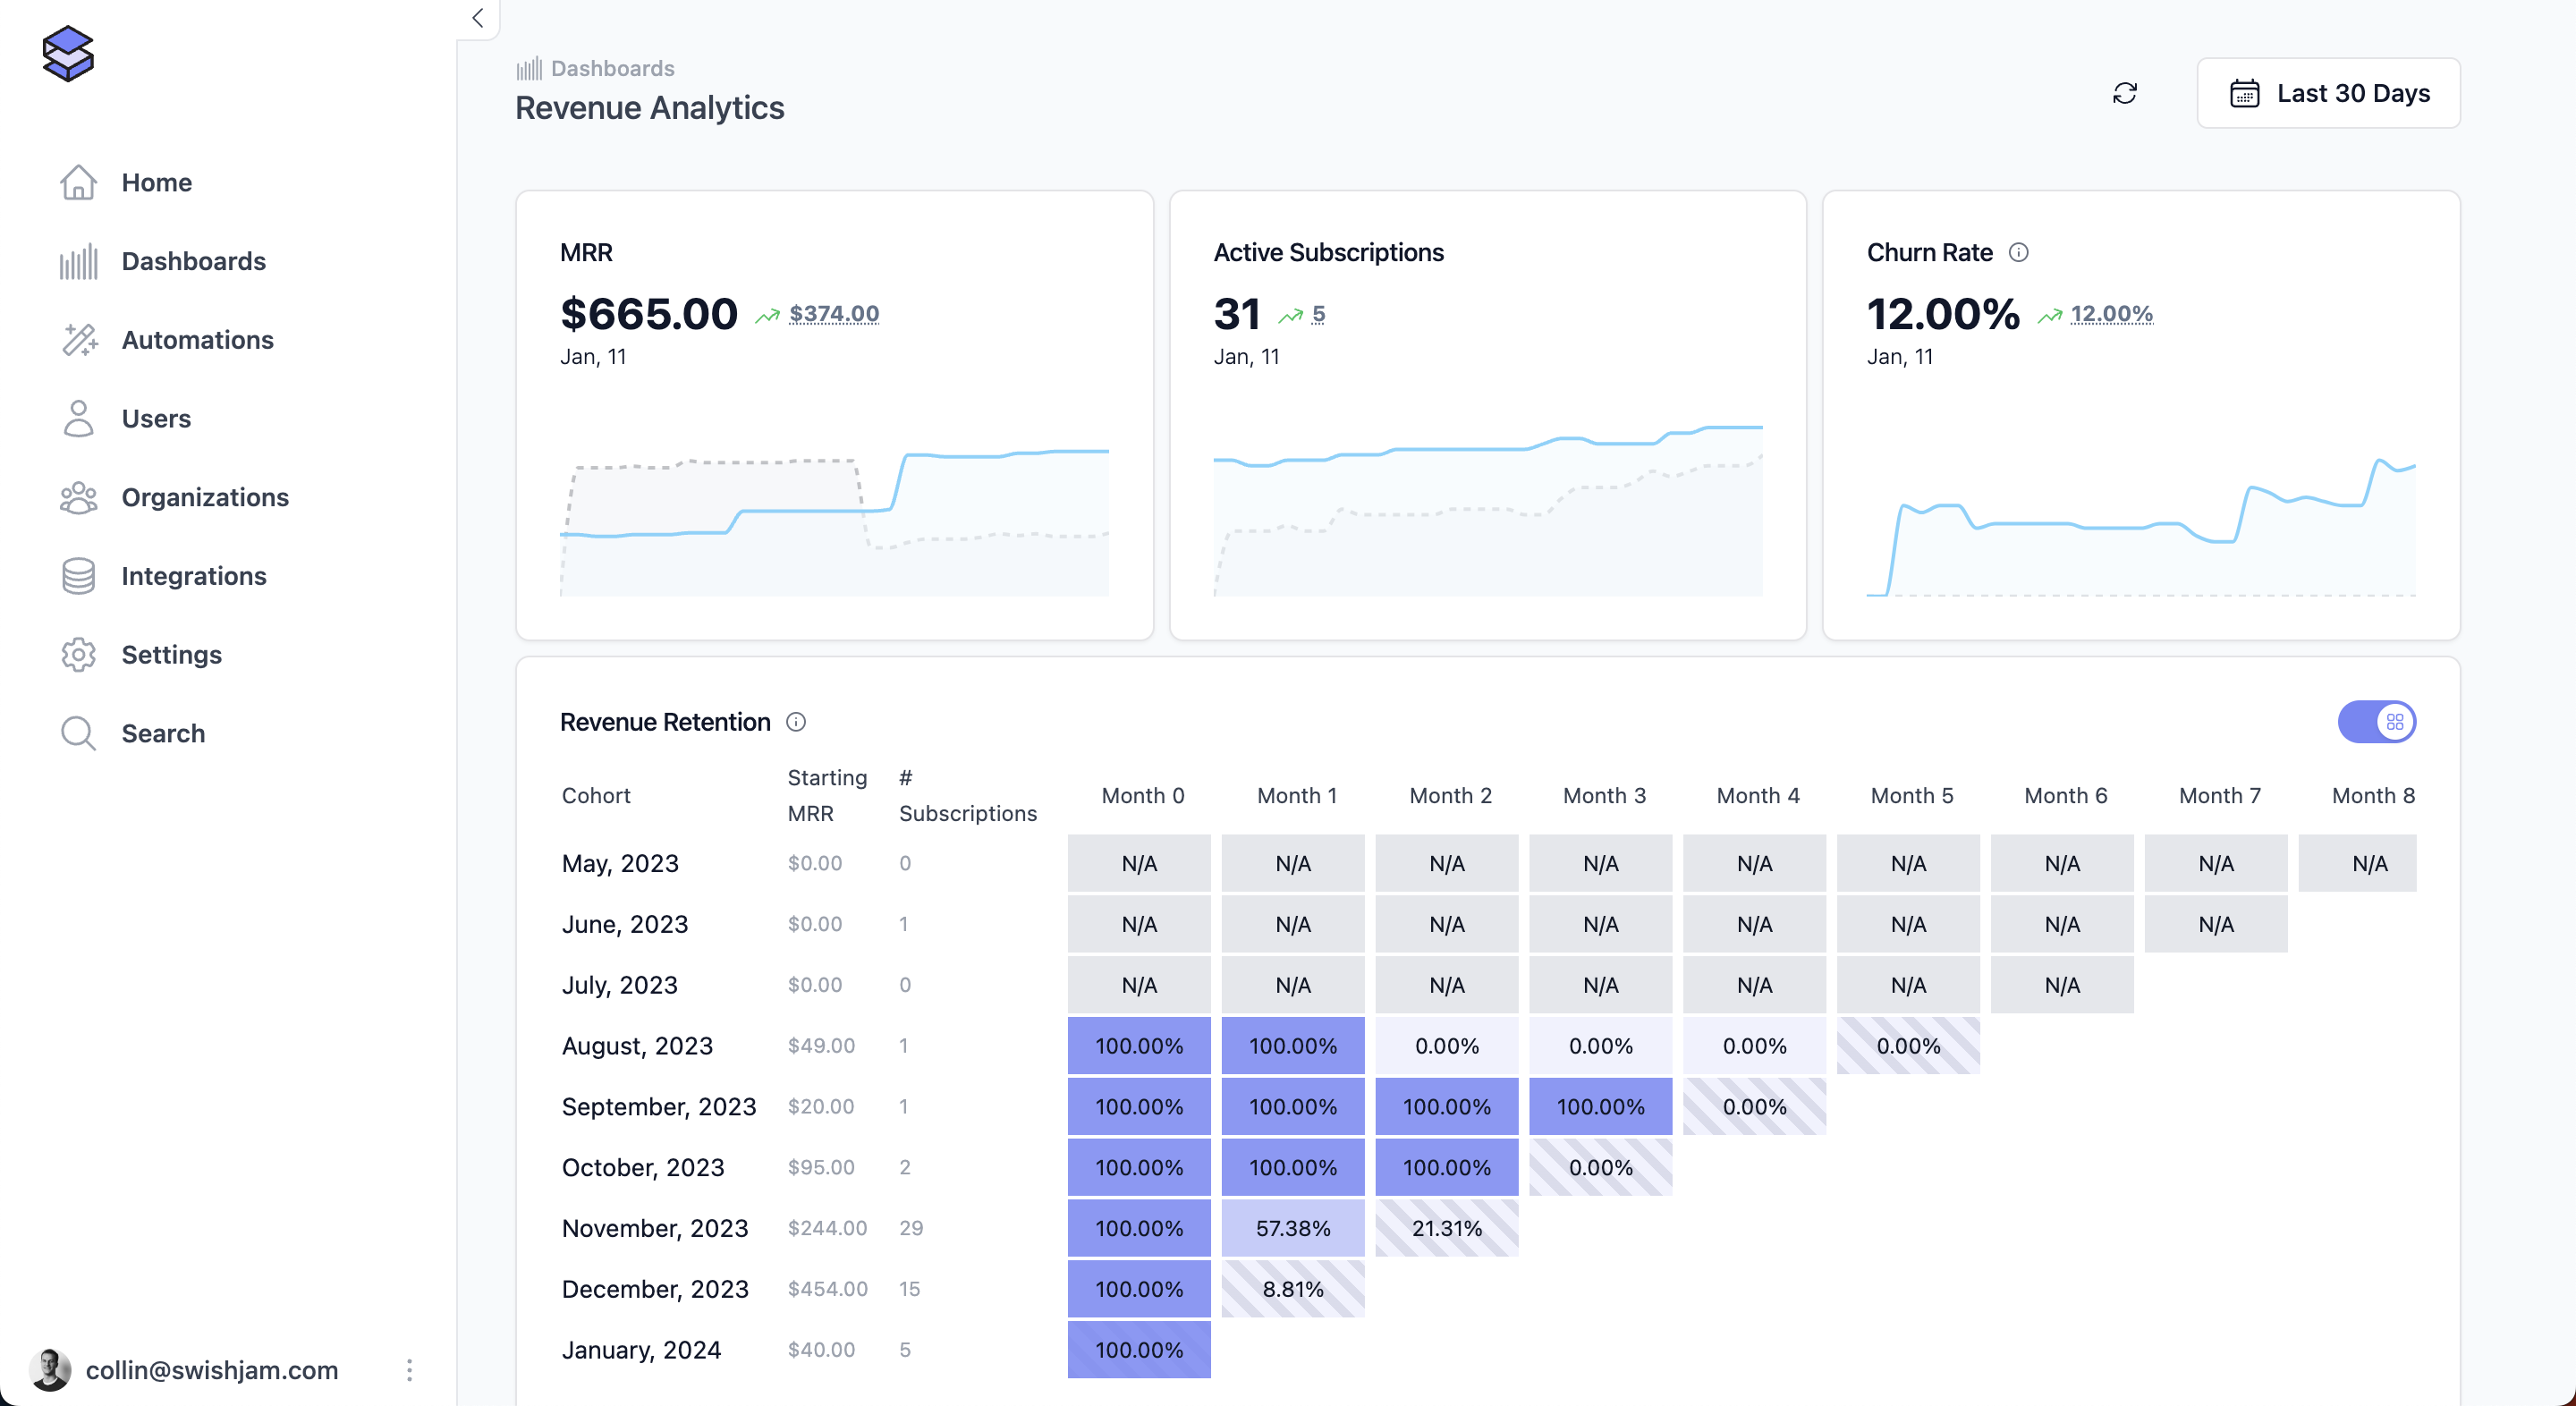 Home
Dashboards
Automations
Users
Organizations
Integrations
Settings
Search
collin@swishjam.com
Dashboards
Revenue Analytics
Last 30 Days
MRR
$665.00 $374.00
Jan, 11
Active Subscriptions
31 5
Jan, 11
Churn Rate
12.00% 12.00%
Jan, 11
Revenue Retention
Cohort Starting MRR # Subscriptions Month 0 Month 1 Month 2 Month 3 Month 4 Month 5 Month 6 Month 7 Month 8
May, 2023 $0.00 0 N/A N/A N/A N/A N/A N/A N/A N/A N/A
June, 2023 $0.00 1 N/A N/A N/A N/A N/A N/A N/A N/A
July, 2023 $0.00 0 N/A N/A N/A N/A N/A N/A N/A
August, 2023 $49.00 1 100.00% 100.00% 0.00% 0.00% 0.00% 0.00%
September, 2023 $20.00 1 100.00% 100.00% 100.00% 100.00% 0.00%
October, 2023 $95.00 2 100.00% 100.00% 100.00% 0.00%
November, 2023 $244.00 29 100.00% 57.38% 21.31%
December, 2023 $454.00 15 100.00% 8.81%
January, 2024 $40.00 5 100.00%